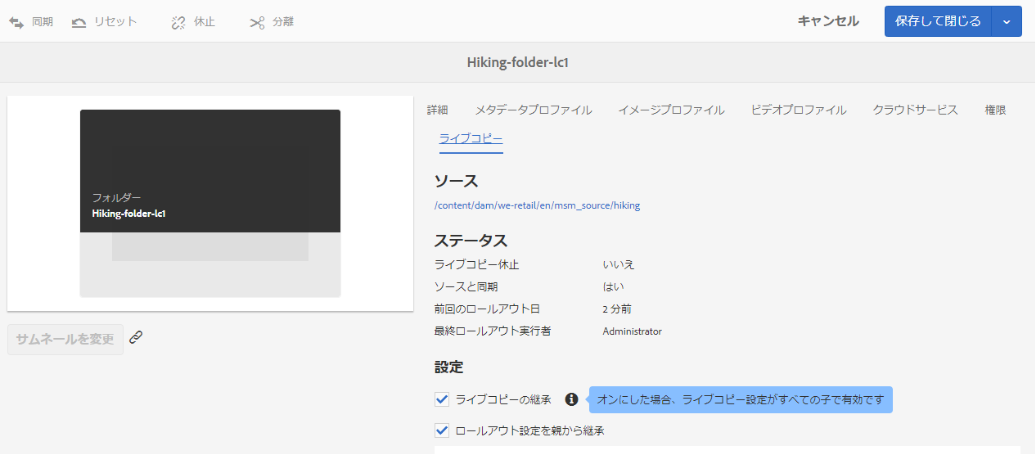 同期 リセット 休止 分離 キャンセル 保存して閉じる
Hiking-folder-lc1
詳細 メタデータプロファイル イメージプロファイル ビデオプロファイル クラウドサービス 権限
ライブコピー
フォルダー
Hiking-folder-lc1
サムネールを変更
ソース
/content/dam/we-retail/en/msm_source/hiking
ステータス
ライブコピー休止 いいえ
ソースと同期 はい
前回のロールアウト日 2 分前
最終ロールアウト実行者 Administrator
設定
ライブコピーの継承 オンにした場合、ライブコピー設定がすべての子で有効です
ロールアウト設定を親から継承